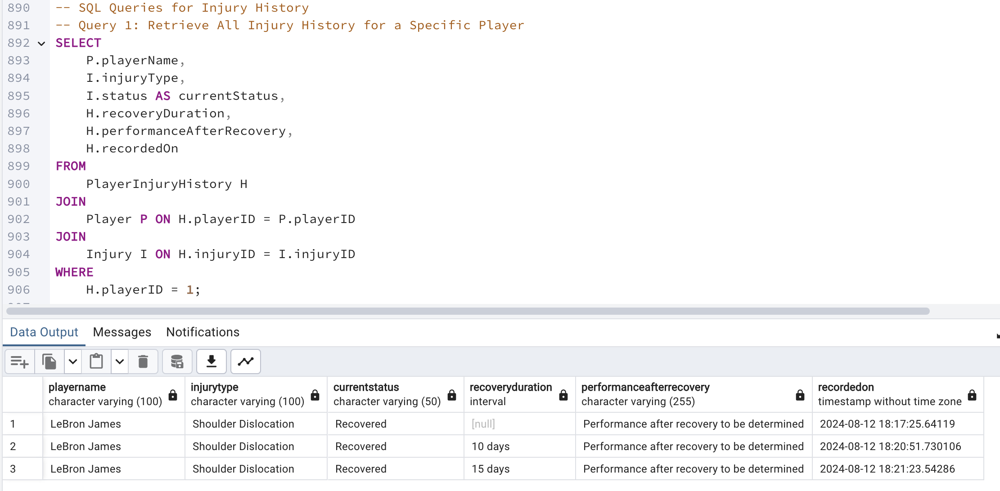 890 -- SQL Queries for Injury History
891 -- Query 1: Retrieve All Injury History for a Specific Player
892 SELECT
893 P.playerName,
894 I.injuryType,
895 I.status AS currentStatus,
896 H.recoveryDuration,
897 H.performanceAfterRecovery,
898 H.recordedOn
899 FROM
900 PlayerInjuryHistory H
901 JOIN
902 Player P ON H.playerID = P.playerID
903 JOIN
904 Injury I ON H.injuryID = I.injuryID
905 WHERE
906 H.playerID = 1;
Data Output Messages Notifications
playername injurytype currentstatus recoveryduration performanceafterrecovery recordedon
character varying (100) character varying (100) character varying (50) interval character varying (255) timestamp without time zone
1 LeBron James Shoulder Dislocation Recovered [null] Performance after recovery to be determined 2024-08-12 18:17:25.64119
2 LeBron James Shoulder Dislocation Recovered 10 days Performance after recovery to be determined 2024-08-12 18:20:51.730106
3 LeBron James Shoulder Dislocation Recovered 15 days Performance after recovery to be determined 2024-08-12 18:21:23.54286